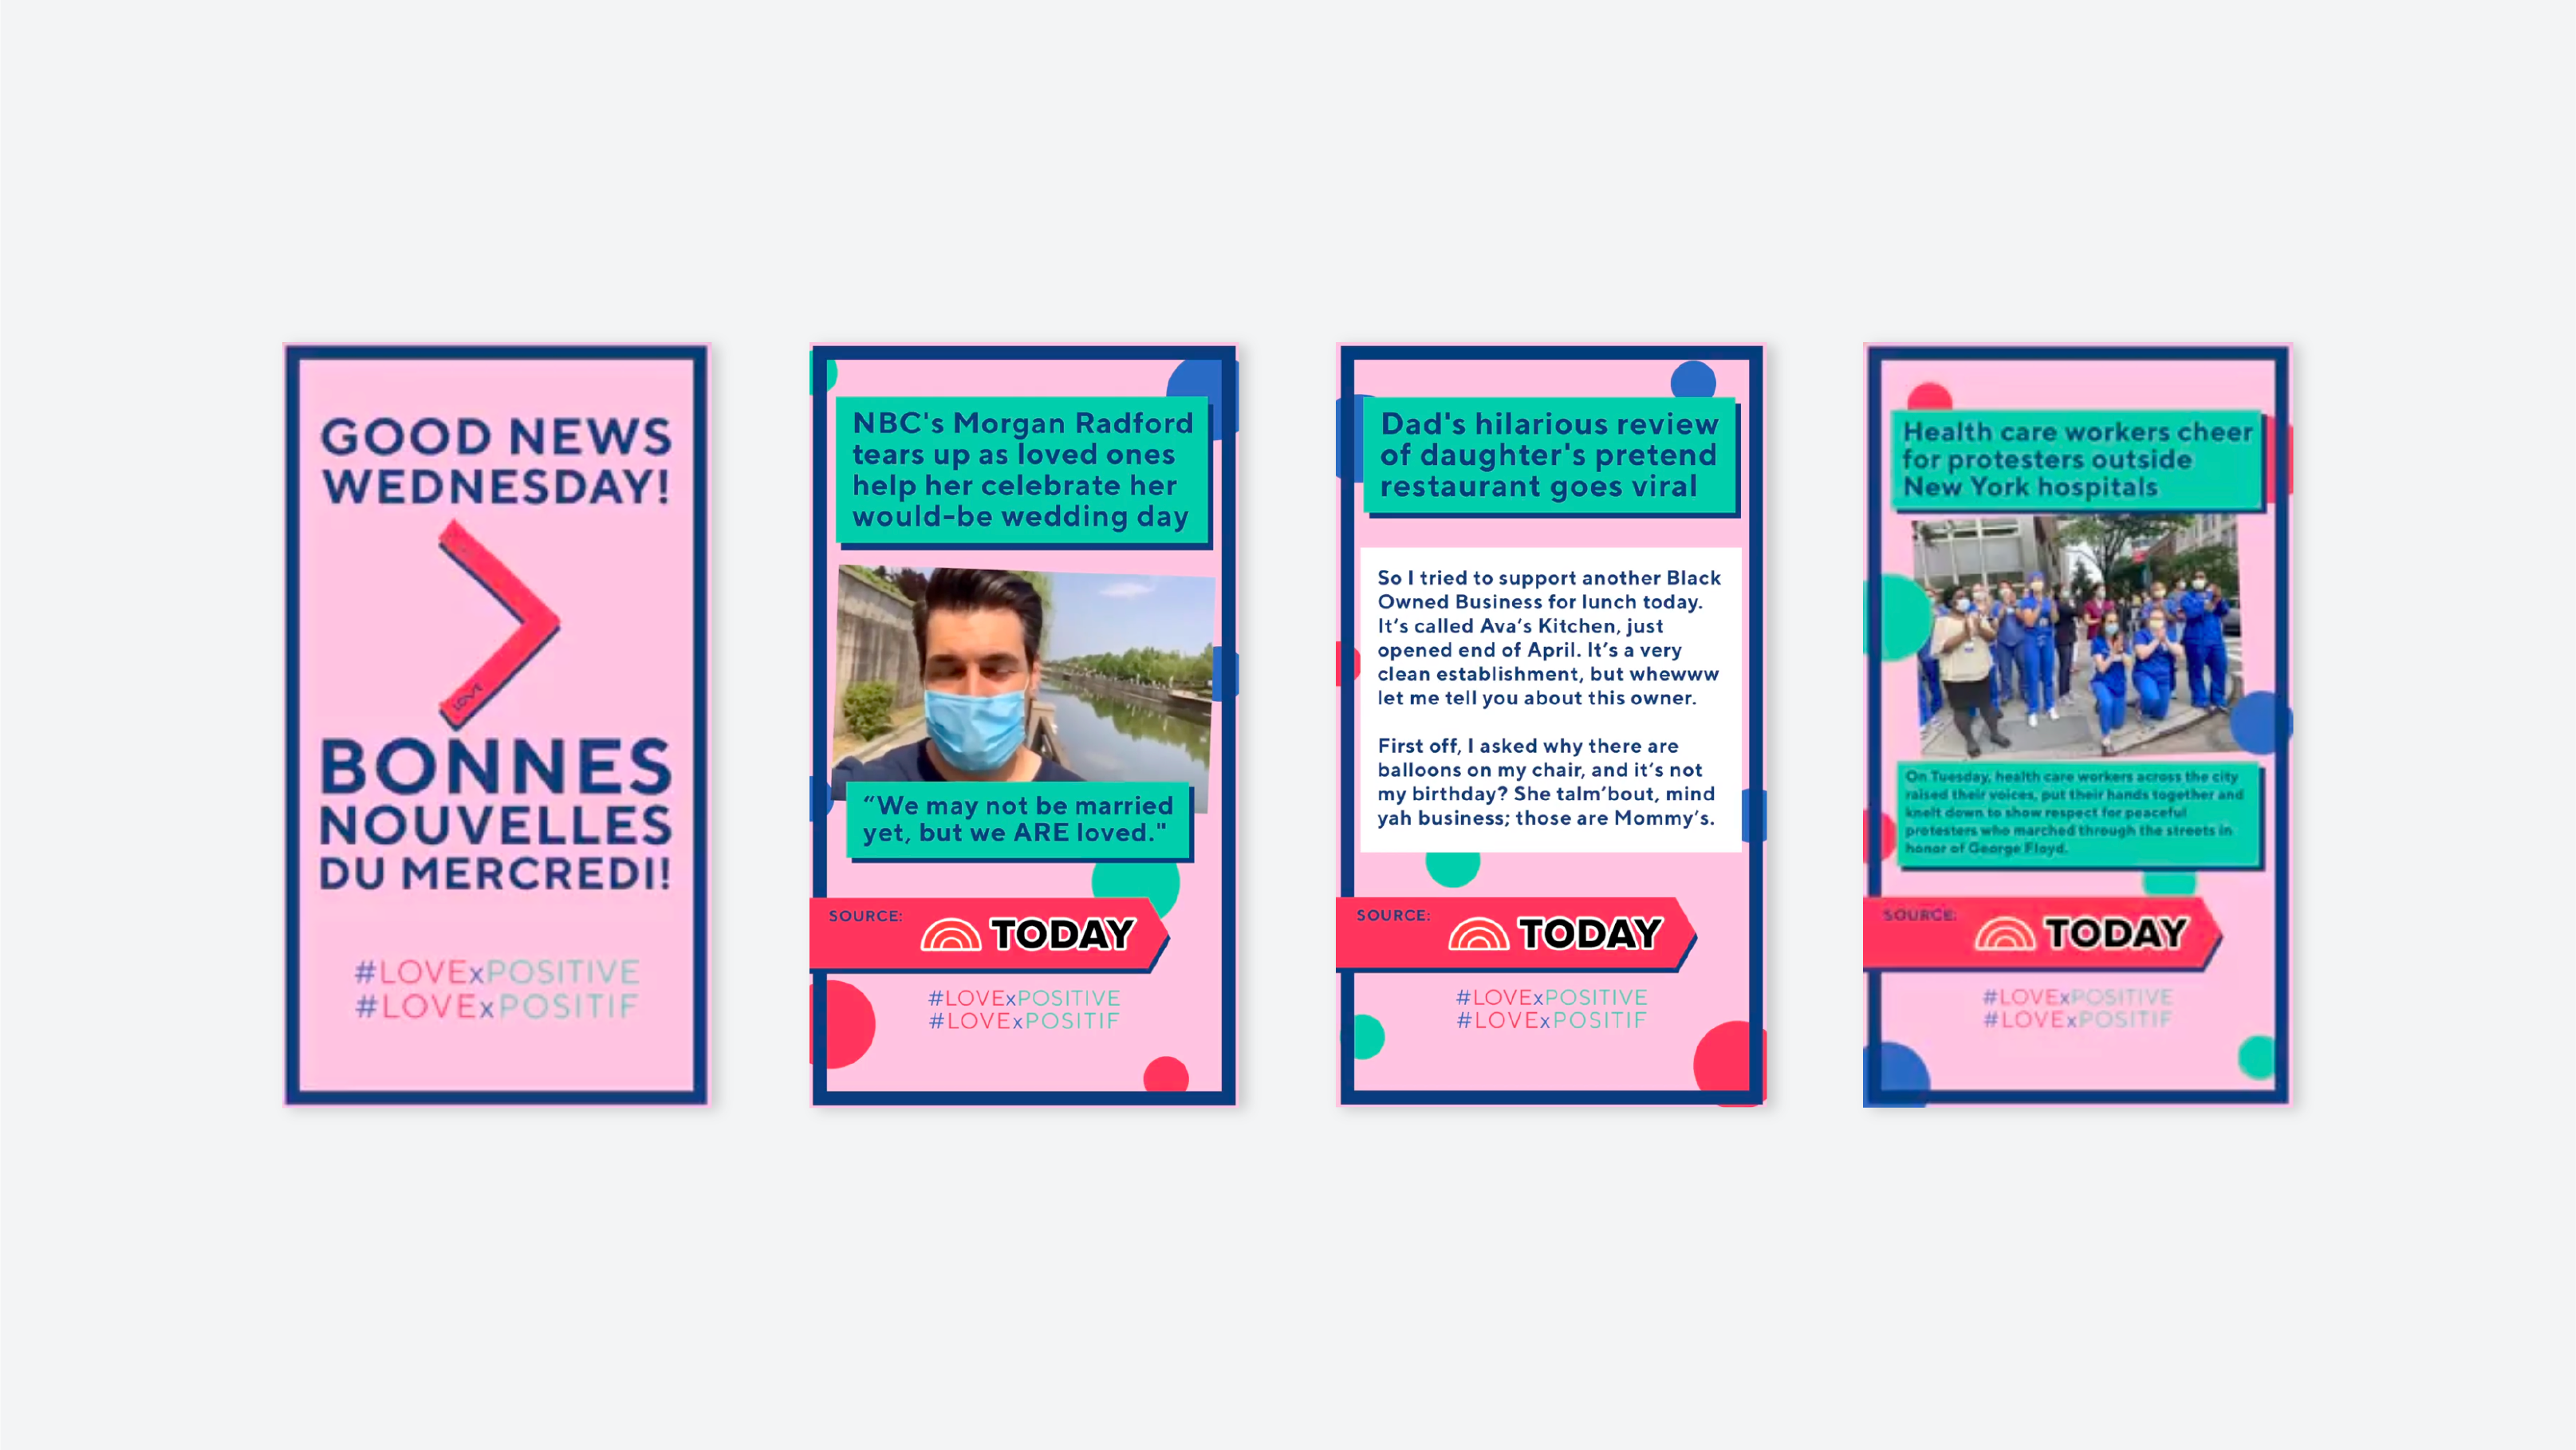 GOOD NEWS
WEDNESDAY!
LOVE
BONNES
NOUVELLES
DU MERCREDI!
#LOVExPOSITIVE
#LOVExPOSITIF
NBC's Morgan Radford
tears up as loved ones
help her celebrate her
would-be wedding day
“We may not be married
yet, but we ARE loved."
SOURCE:
TODAY
#LOVExPOSITIVE
#LOVExPOSITIF
Dad's hilarious review
of daughter's pretend
restaurant goes viral
So I tried to support another Black
Owned Business for lunch today.
It’s called Ava’s Kitchen, just
opened end of April. It’s a very
clean establishment, but whewww
let me tell you about this owner.
First off, I asked why there are
balloons on my chair, and it’s not
my birthday? She talm’bout, mind
yah business; those are Mommy’s.
SOURCE:
TODAY
#LOVExPOSITIVE
#LOVExPOSITIF
Health care workers cheer
for protesters outside
New York hospitals
On Tuesday, health care workers across the city
raised their voices, put their hands together and
knelt down to show respect for peaceful
protesters who marched through the streets in
honor of George Floyd.
SOURCE:
TODAY
#LOVExPOSITIVE
#LOVExPOSITIF